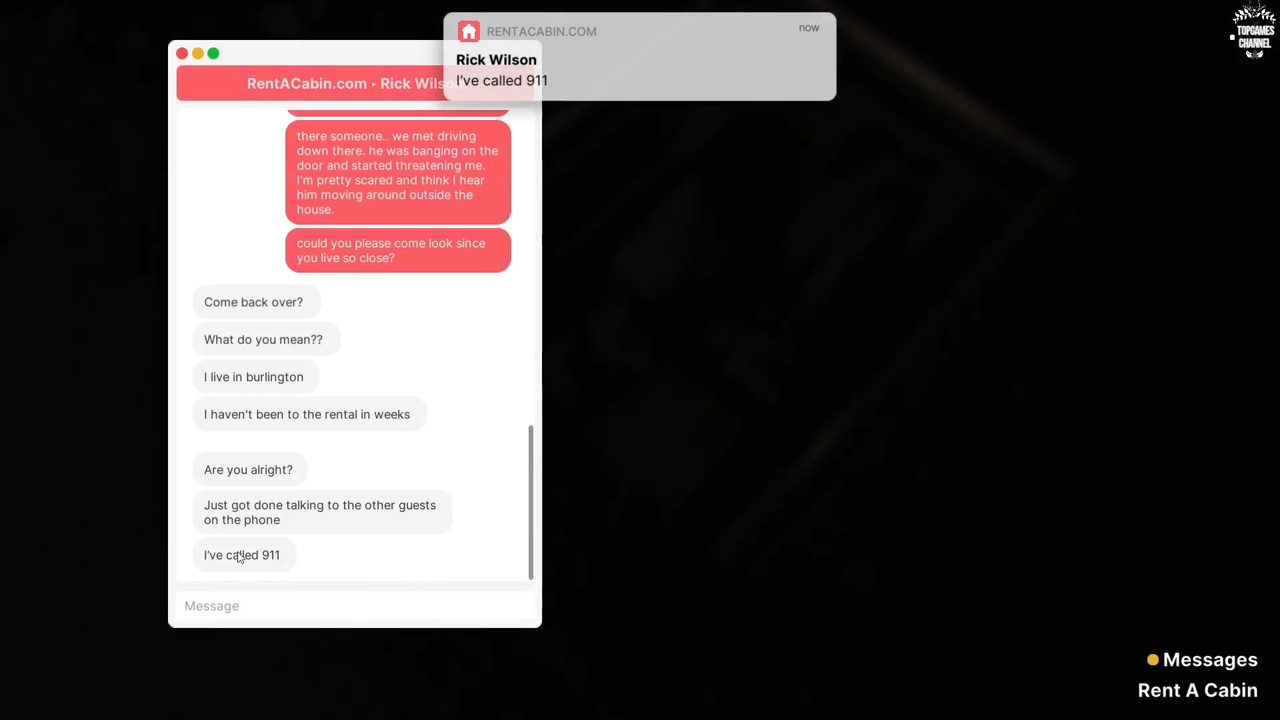 RENTACABIN.COM
now
Rick Wilson
I've called 911
RentACabin.com ▸ Rick Wils
there someone.. we met driving
down there. he was banging on the
door and started threatening me.
I'm pretty scared and think I hear
him moving around outside the
house.
could you please come look since
you live so close?
Come back over?
What do you mean??
I live in burlington
I haven't been to the rental in weeks
Are you alright?
Just got done talking to the other guests
on the phone
I've called 911
Message
Messages
Rent A Cabin
TOPGAMES
CHANNEL